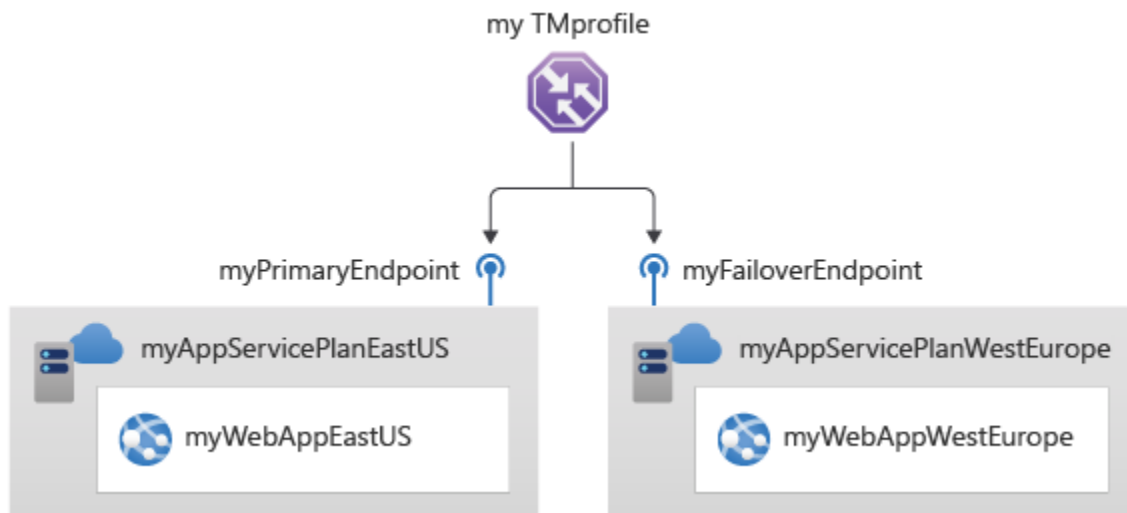 my TMprofile
myPrimaryEndpoint
myFailoverEndpoint
myAppServicePlanEastUS
myAppServicePlanWestEurope
myWebAppEastUS
myWebAppWestEurope